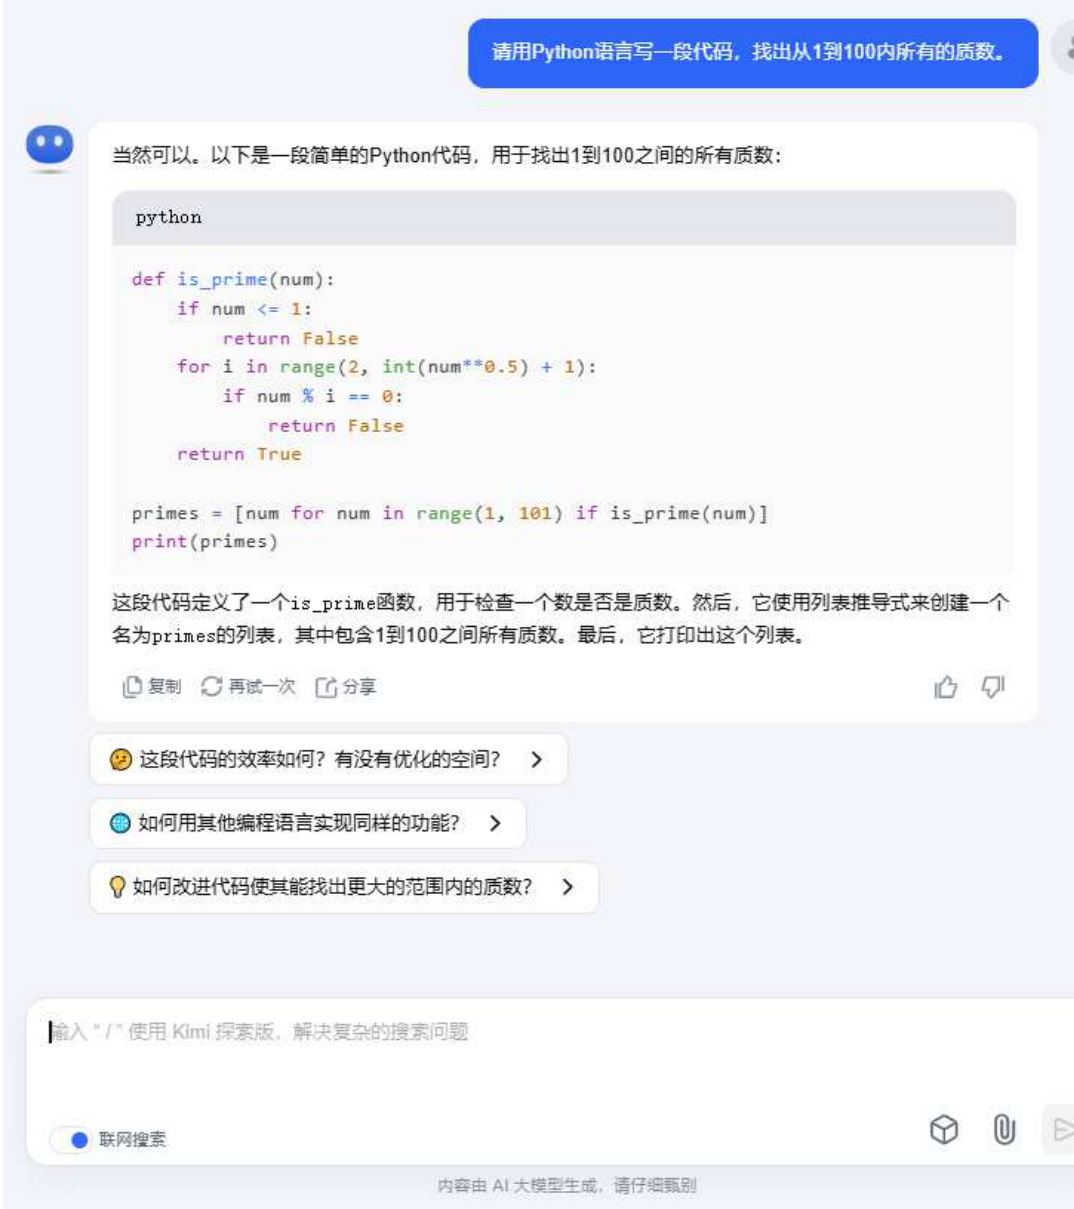 请用Python语言写一段代码，找出从1到100内所有的质数。
当然可以。以下是一段简单的Python代码，用于找出1到100之间的所有质数：
python
def is_prime(num):
    if num <= 1:
        return False
    for i in range(2, int(num**0.5) + 1):
        if num % i == 0:
            return False
    return True
primes = [num for num in range(1, 101) if is_prime(num)]
print(primes)
这段代码定义了一个is_prime函数，用于检查一个数是否是质数。然后，它使用列表推导式来创建一个
名为primes的列表，其中包含1到100之间所有质数。最后，它打印出这个列表。
复制 再试一次 分享
这段代码的效率如何？有没有优化的空间？
如何用其他编程语言实现同样的功能？
如何改进代码使其能找出更大的范围内的质数？
输入 “ / ” 使用 Kimi 探索版，解决复杂的搜索问题
联网搜索
内容由 AI 大模型生成，请仔细甄别